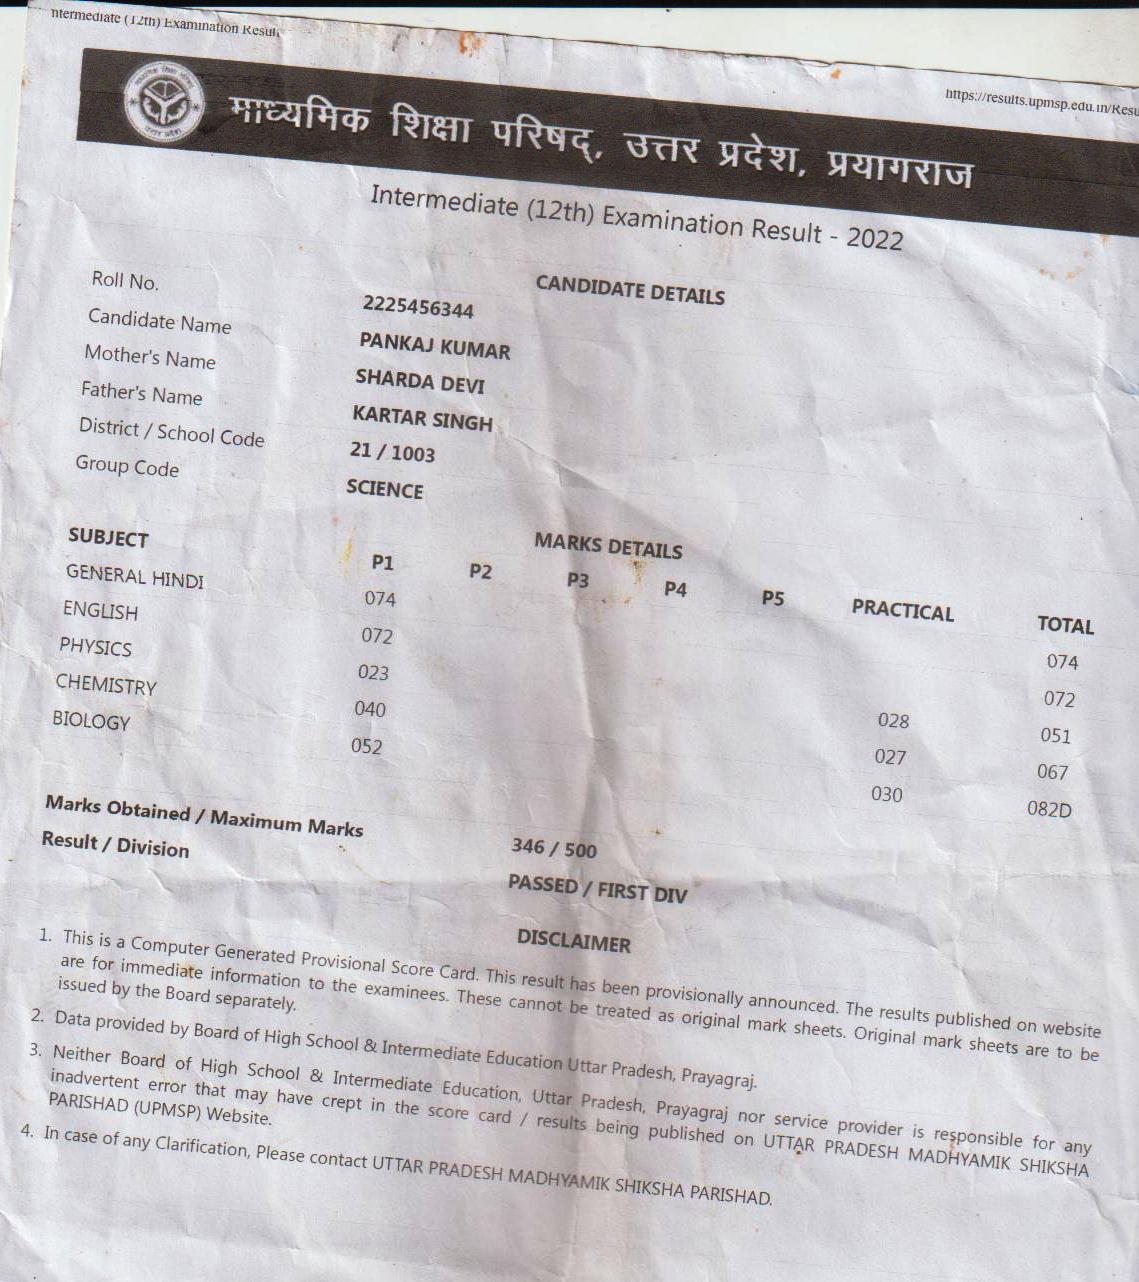 ntermediate (12th) Examination Result
https://results.upmsp.edu.in/Resu
माध्यमिक शिक्षा परिषद्, उत्तर प्रदेश, प्रयागराज
Intermediate (12th) Examination Result - 2022
CANDIDATE DETAILS
Roll No. 2225456344
Candidate Name PANKAJ KUMAR
Mother's Name SHARDA DEVI
Father's Name KARTAR SINGH
District / School Code 21 / 1003
Group Code SCIENCE
MARKS DETAILS
SUBJECT P1 P2 P3 P4 P5 PRACTICAL TOTAL
GENERAL HINDI 074 074
ENGLISH 072 072
PHYSICS 023 028 051
CHEMISTRY 040 027 067
BIOLOGY 052 030 082D
Marks Obtained / Maximum Marks 346 / 500
Result / Division PASSED / FIRST DIV
DISCLAIMER
1. This is a Computer Generated Provisional Score Card. This result has been provisionally announced. The results published on website
are for immediate information to the examinees. These cannot be treated as original mark sheets. Original mark sheets are to be
issued by the Board separately.
2. Data provided by Board of High School & Intermediate Education Uttar Pradesh, Prayagraj.
3. Neither Board of High School & Intermediate Education, Uttar Pradesh, Prayagraj nor service provider is responsible for any
inadvertent error that may have crept in the score card / results being published on UTTAR PRADESH MADHYAMIK SHIKSHA
PARISHAD (UPMSP) Website.
4. In case of any Clarification, Please contact UTTAR PRADESH MADHYAMIK SHIKSHA PARISHAD.